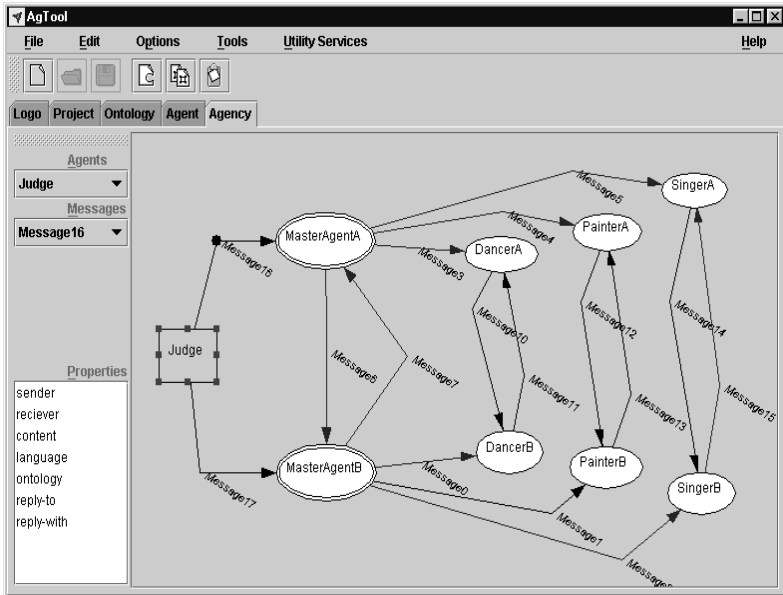 AgTool
File Edit Options Tools Utility Services Help
Logo Project Ontology Agent Agency
Agents
Judge
Messages
Message16
Properties
sender
reciever
content
language
ontology
reply-to
reply-with
Message5
SingerA
Message4
PainterA
MasterAgentA
Message3
DancerA
Message16
Message10
Message12
Message14
Judge
Message6
Message7
Message11
Message13
Message15
MasterAgentB
DancerB
Message0
PainterB
Message17
SingerB
Message1